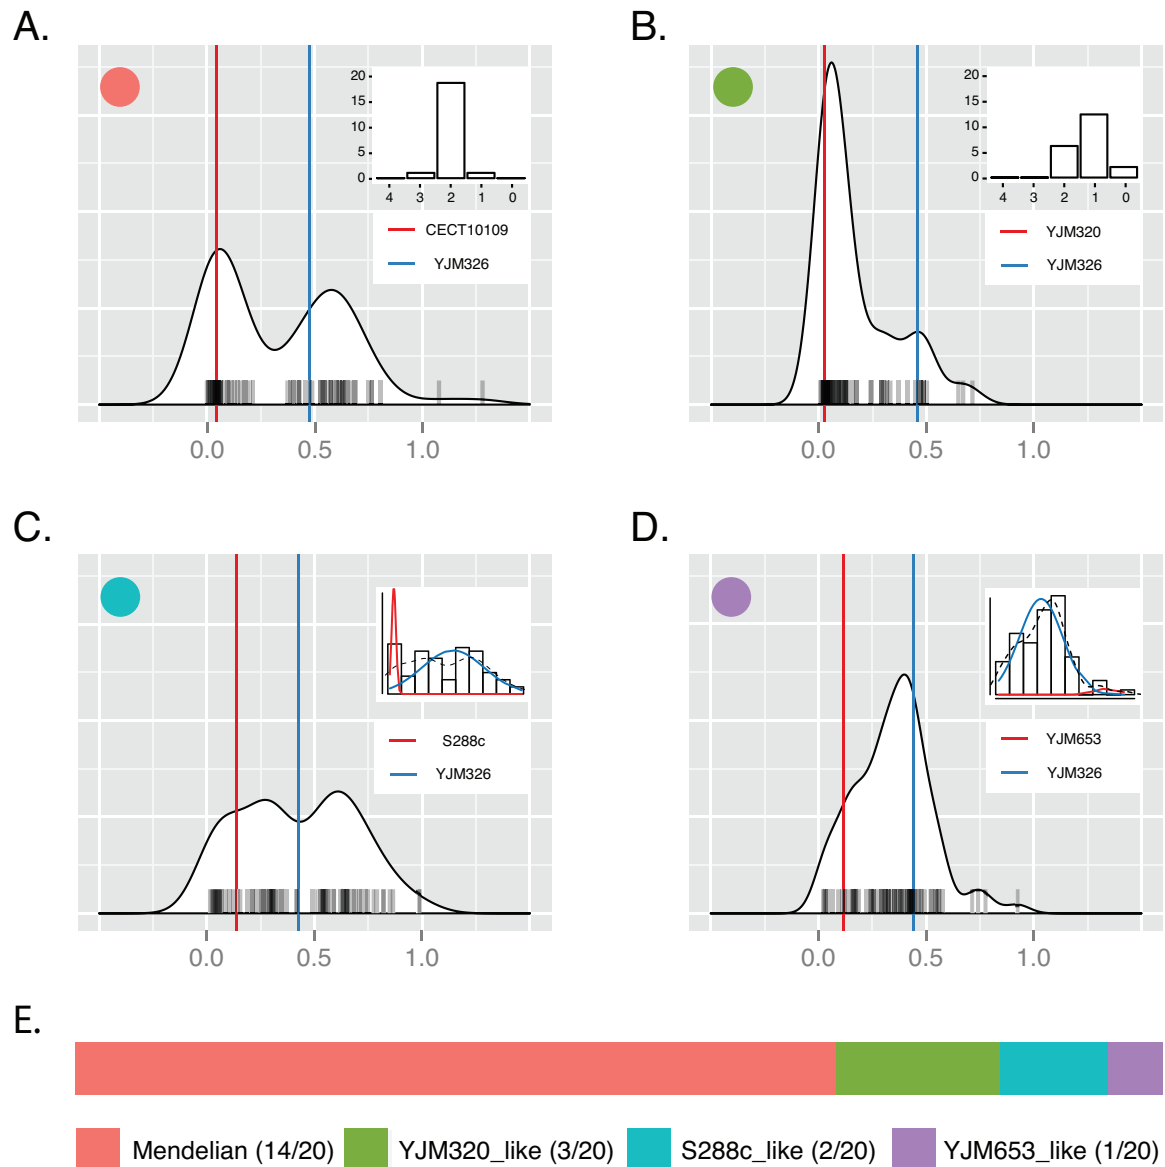 A.
20
15
10
5
0
4 3 2 1 0
CECT10109
YJM326
0.0 0.5 1.0
B.
20
15
10
5
0
4 3 2 1 0
YJM320
YJM326
0.0 0.5 1.0
C.
S288c
YJM326
0.0 0.5 1.0
D.
YJM653
YJM326
0.0 0.5 1.0
E.
Mendelian (14/20) YJM320_like (3/20) S288c_like (2/20) YJM653_like (1/20)